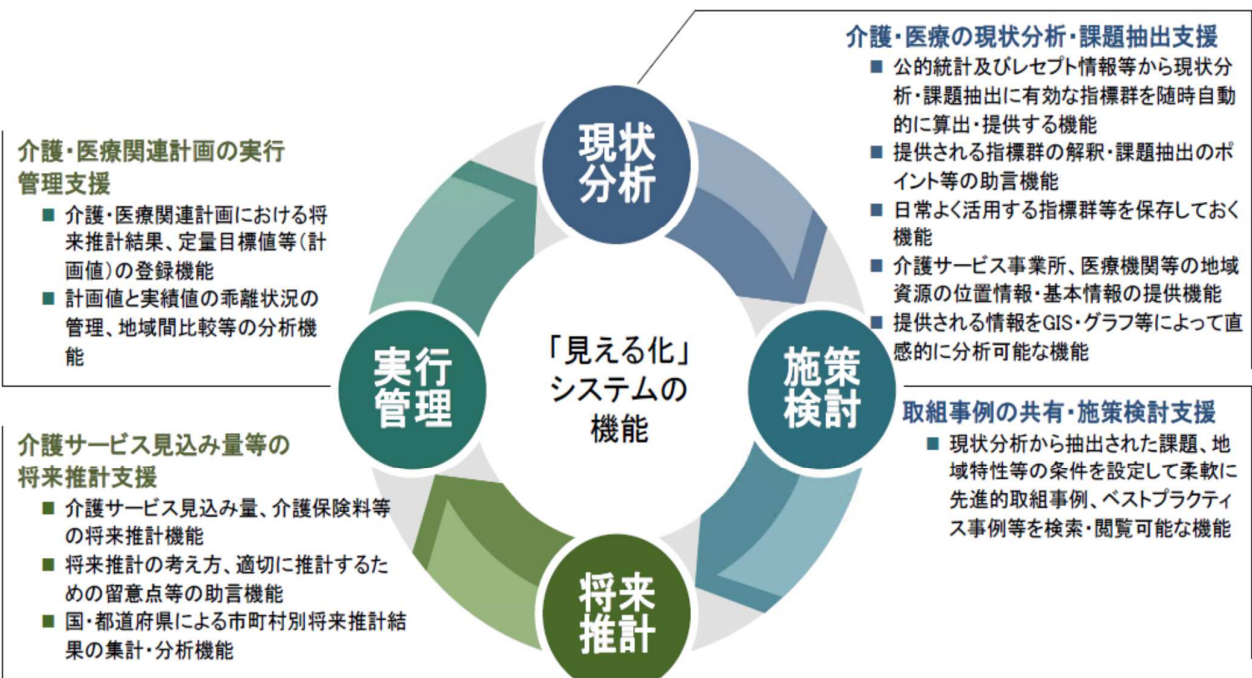 介護・医療の現状分析・課題抽出支援
■ 公的統計及びレセプト情報等から現状分
析・課題抽出に有効な指標群を随時自動
的に算出・提供する機能
■ 提供される指標群の解釈・課題抽出のポ
イント等の助言機能
■ 日常よく活用する指標群等を保存しておく
機能
■ 介護サービス事業所、医療機関等の地域
資源の位置情報・基本情報の提供機能
■ 提供される情報をGIS・グラフ等によって直
感的に分析可能な機能
取組事例の共有・施策検討支援
■ 現状分析から抽出された課題、地
域特性等の条件を設定して柔軟に
先進的取組事例、ベストプラクティ
ス事例等を検索・閲覧可能な機能
介護・医療関連計画の実行
管理支援
■ 介護・医療関連計画における将
来推計結果、定量目標値等(計
画値)の登録機能
■ 計画値と実績値の乖離状況の
管理、地域間比較等の分析機
能
介護サービス見込み量等の
将来推計支援
■ 介護サービス見込み量、介護保険料等
の将来推計機能
■ 将来推計の考え方、適切に推計するた
めの留意点等の助言機能
■ 国・都道府県による市町村別将来推計結
果の集計・分析機能
現状
分析
施策
検討
将来
推計
実行
管理
「見える化」
システムの
機能